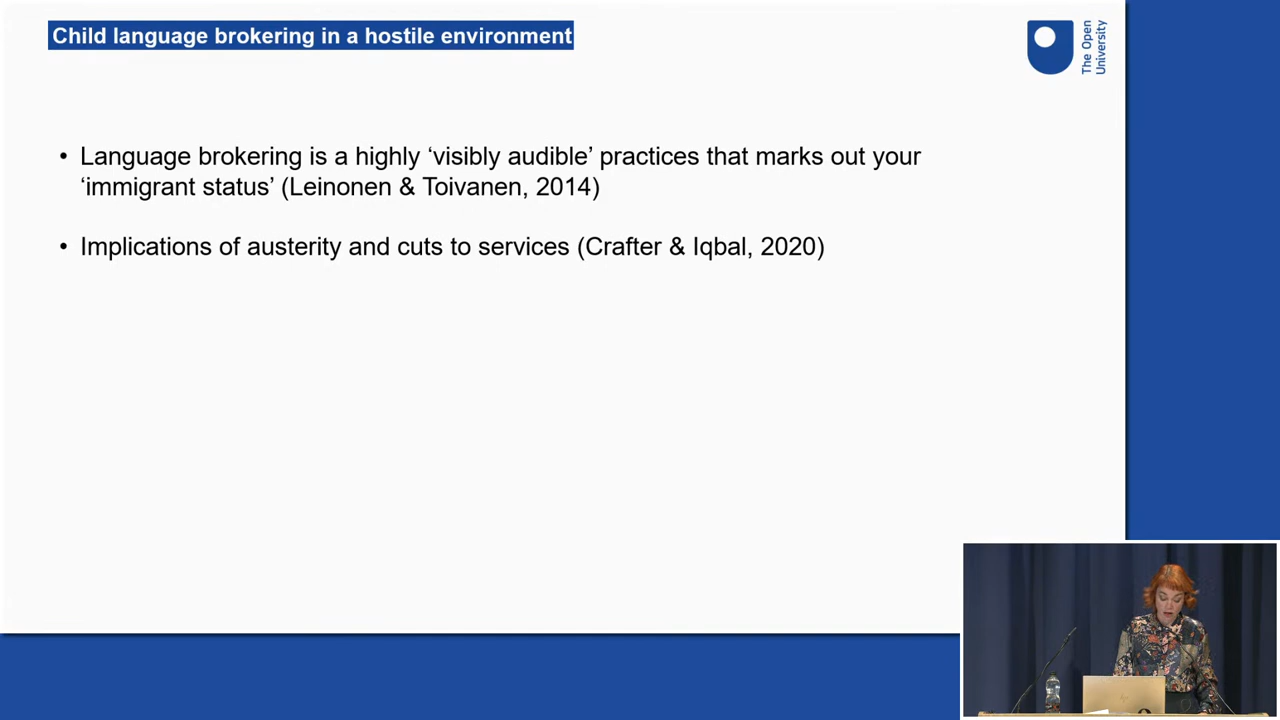 Child language brokering in a hostile environment
The Open
University
• Language brokering is a highly ‘visibly audible’ practices that marks out your
‘immigrant status’ (Leinonen & Toivanen, 2014)
• Implications of austerity and cuts to services (Crafter & Iqbal, 2020)